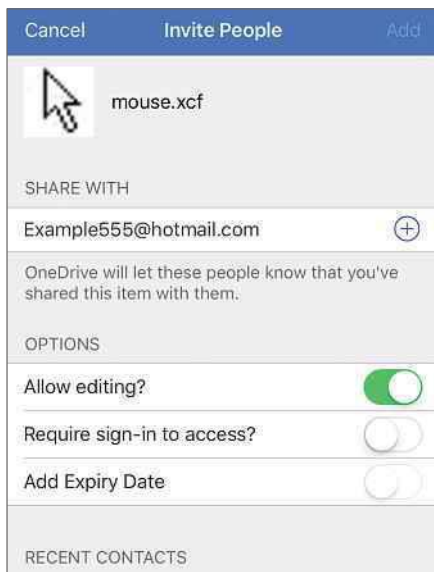 Cancel Invite People Add
mouse.xcf
SHARE WITH
Example555@hotmail.com
OneDrive will let these people know that you've
shared this item with them.
OPTIONS
Allow editing?
Require sign-in to access?
Add Expiry Date
RECENT CONTACTS